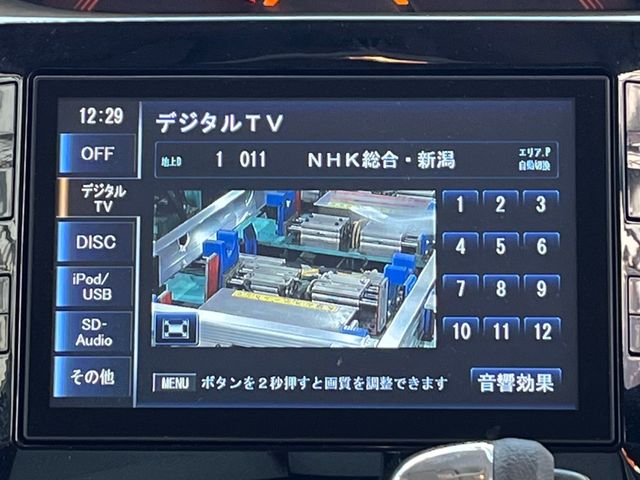 12:29
デジタルTV
OFF
地上D 1 011 NHK総合・新潟 エリア.P
自動切換
デジタル
TV
DISC
iPod/
USB
SD-
Audio
その他
1 2 3
4 5 6
7 8 9
10 11 12
MENU ボタンを2秒押すと画質を調整できます
音響効果